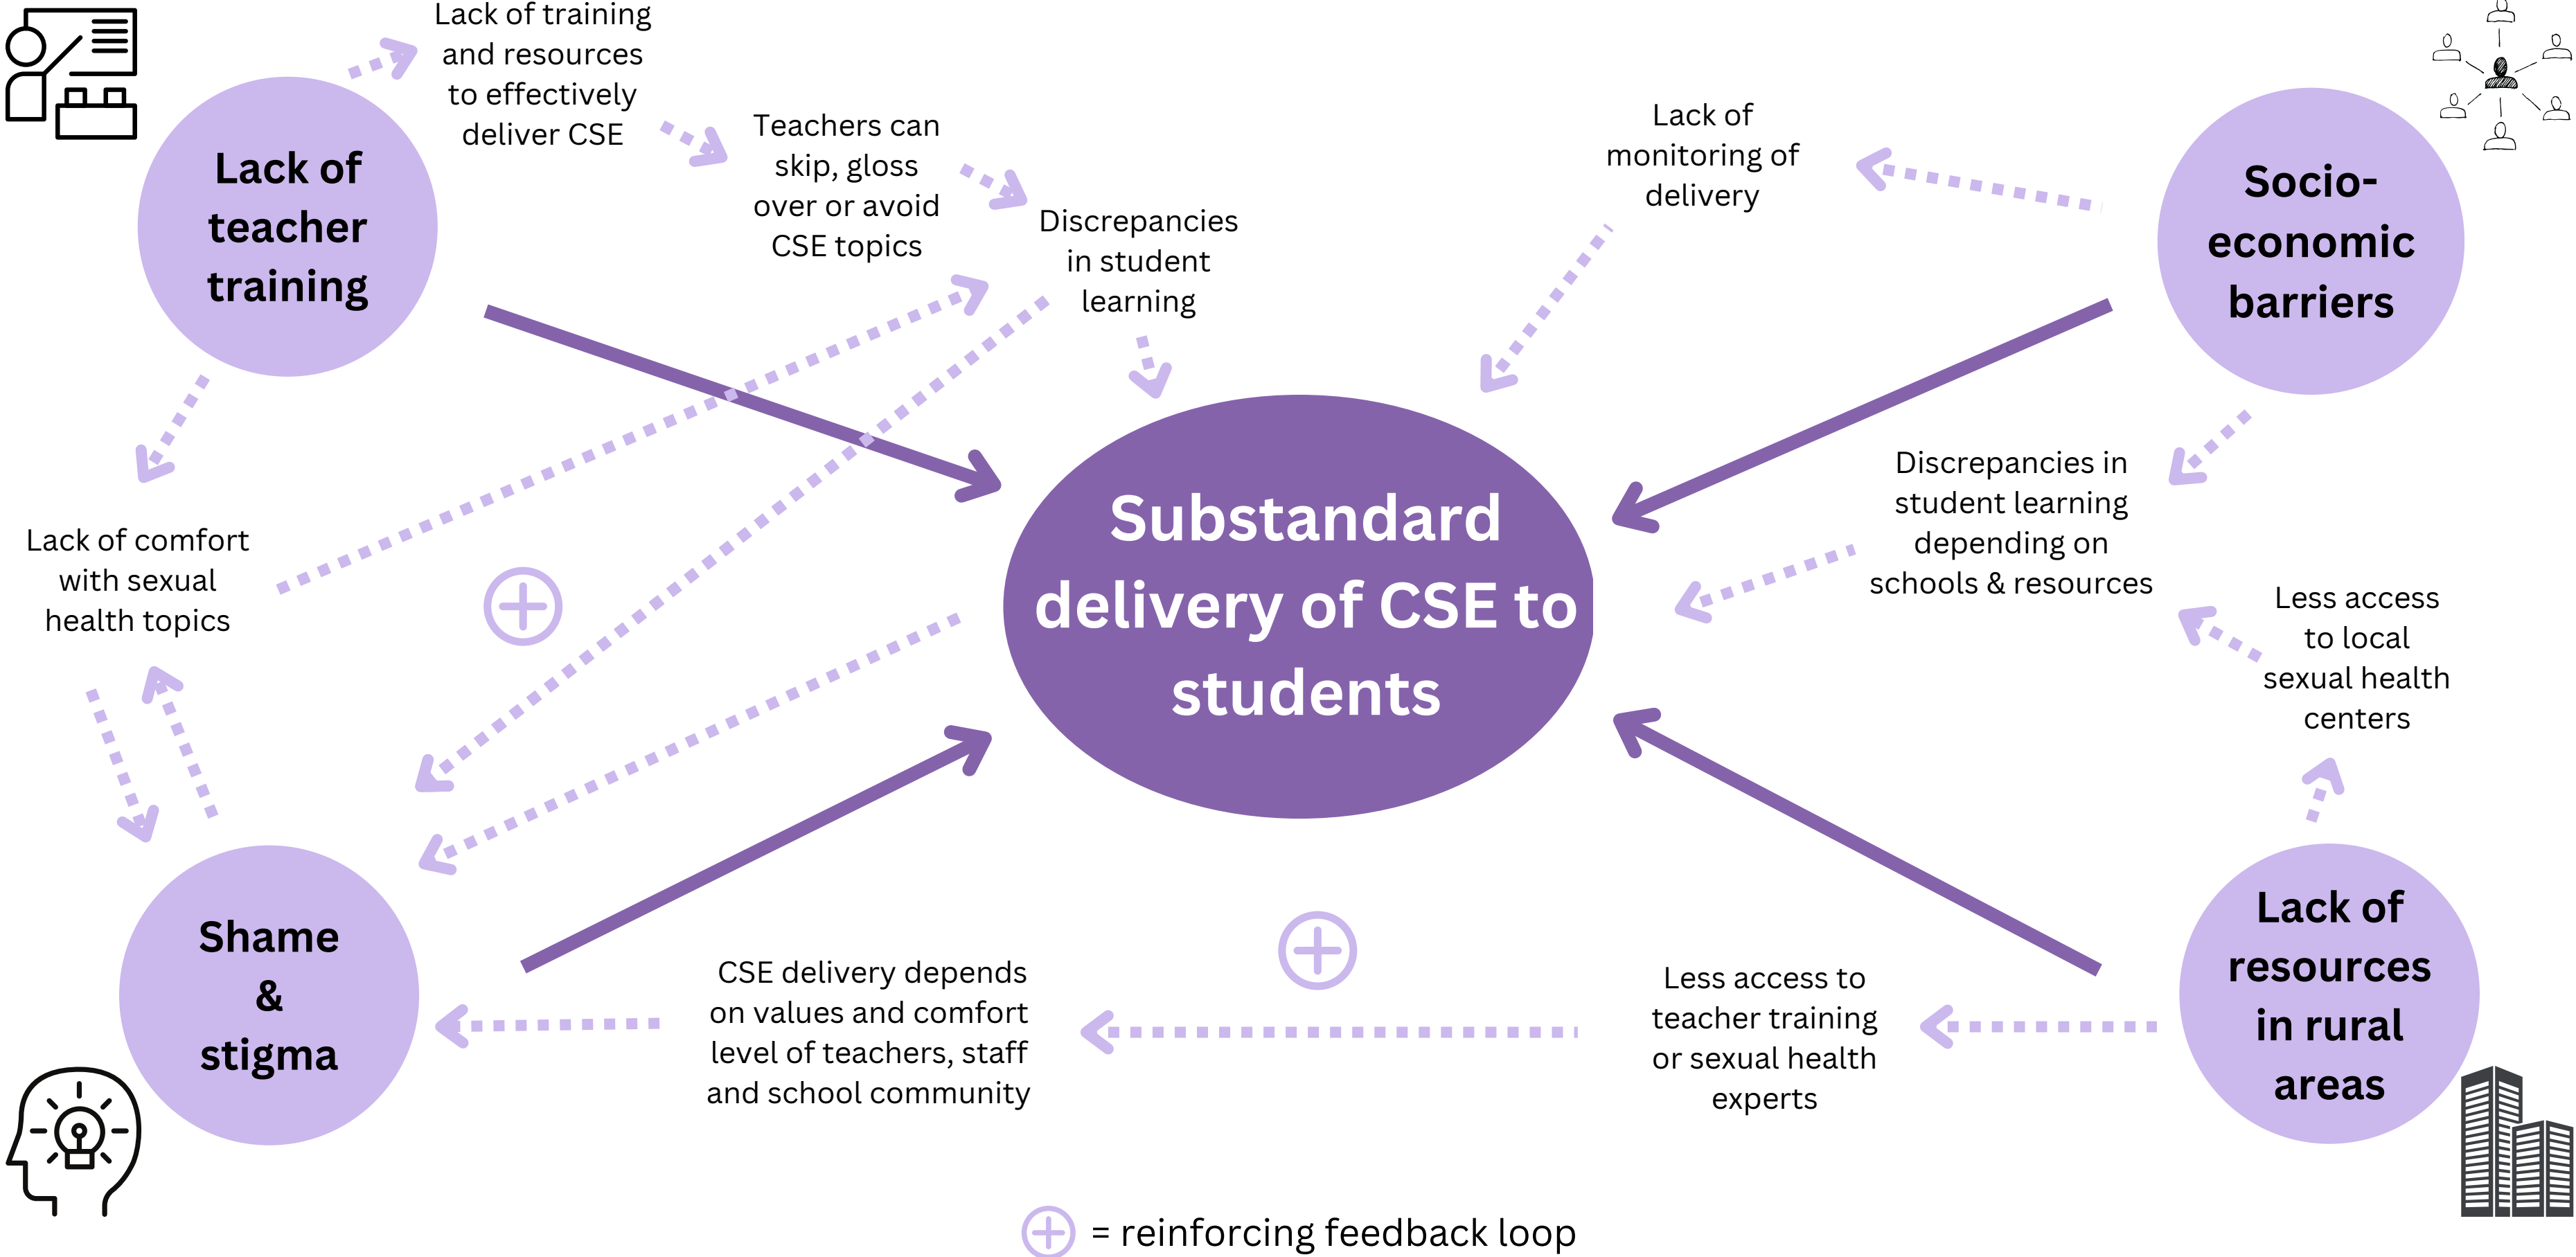 Lack of training
and resources
to effectively
deliver CSE
Lack of
teacher
training
Teachers can
skip, gloss
over or avoid
CSE topics
Discrepancies
in student
learning
Lack of
monitoring of
delivery
Socio-
economic
barriers
Lack of comfort
with sexual
health topics
Substandard
delivery of CSE to
students
Discrepancies in
student learning
depending on
schools & resources
Less access
to local
sexual health
centers
Shame
&
stigma
CSE delivery depends
on values and comfort
level of teachers, staff
and school community
Less access to
teacher training
or sexual health
experts
Lack of
resources
in rural
areas
= reinforcing feedback loop